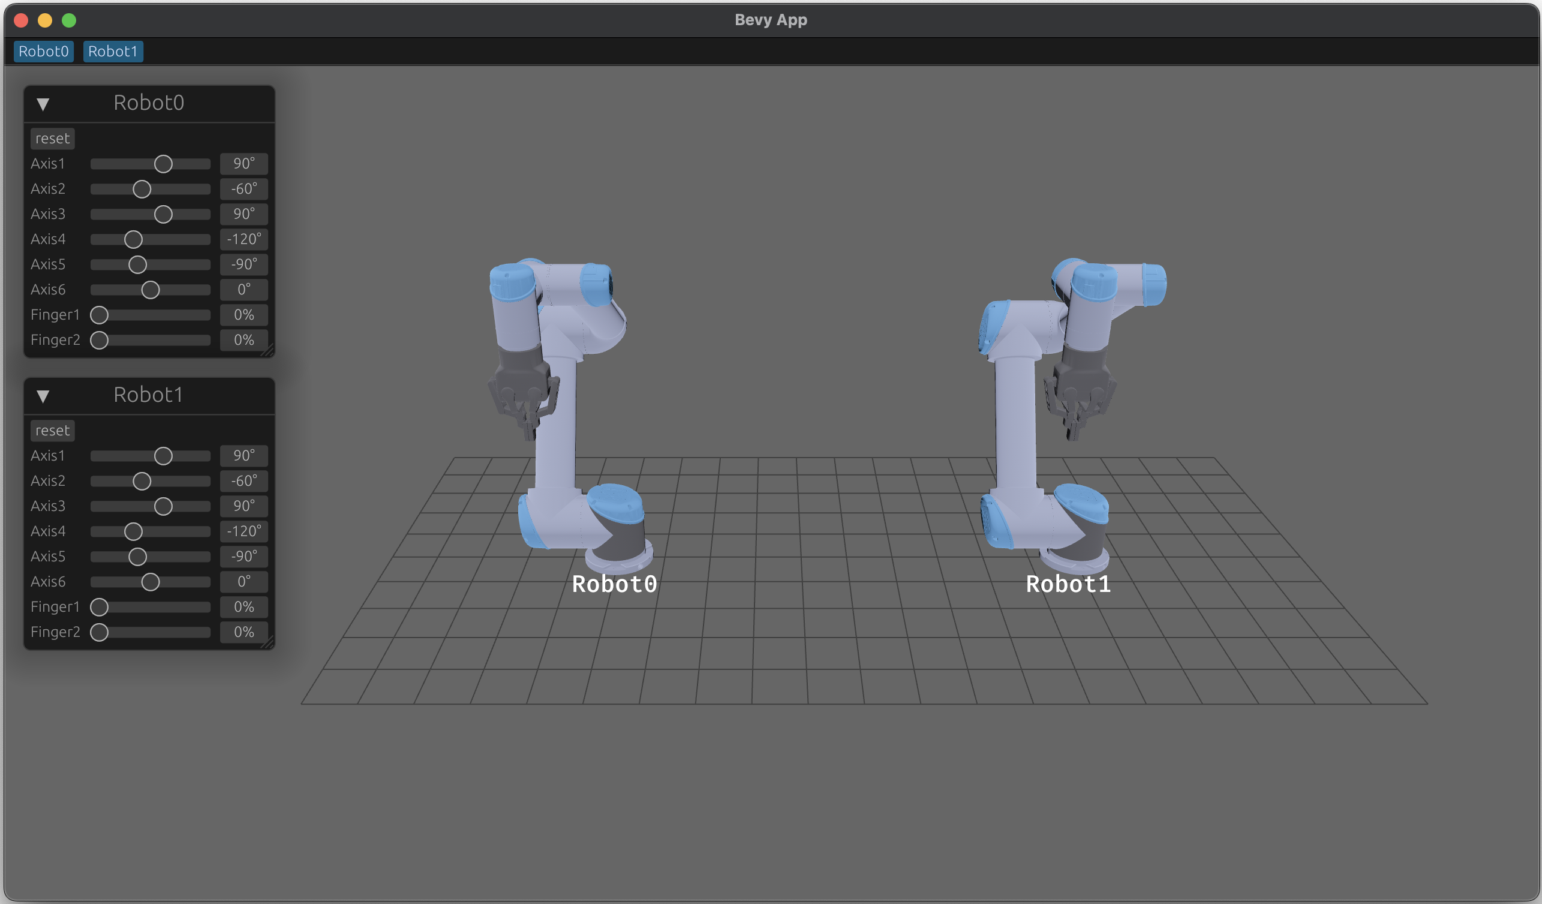 Bevy App
Robot0 Robot1
Robot0
reset
Axis1 90°
Axis2 -60°
Axis3 90°
Axis4 -120°
Axis5 -90°
Axis6 0°
Finger1 0%
Finger2 0%
Robot1
reset
Axis1 90°
Axis2 -60°
Axis3 90°
Axis4 -120°
Axis5 -90°
Axis6 0°
Finger1 0%
Finger2 0%
Robot0
Robot1